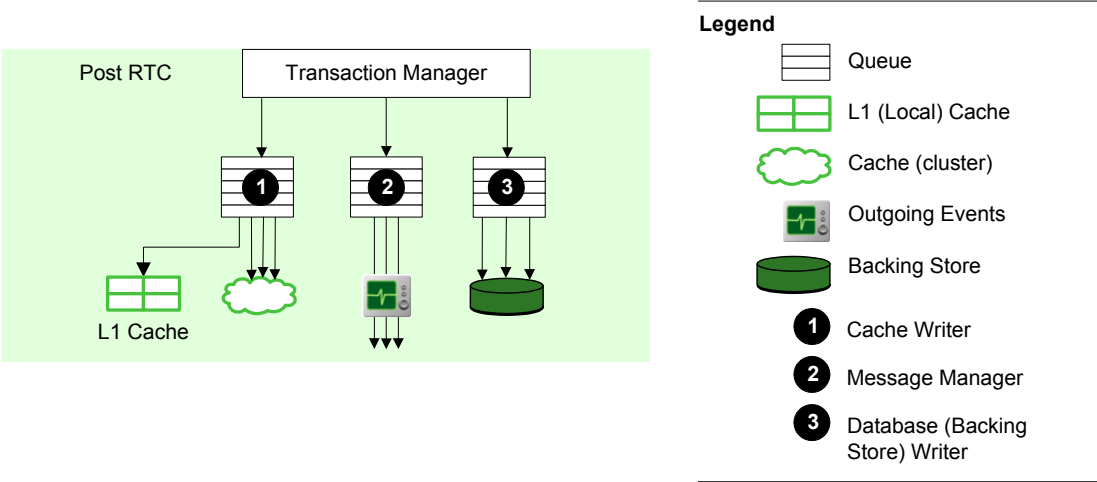 Post RTC
Transaction Manager
1
2
3
L1 Cache
Legend
Queue
L1 (Local) Cache
Cache (cluster)
Outgoing Events
Backing Store
1
Cache Writer
2
Message Manager
3
Database (Backing
Store) Writer